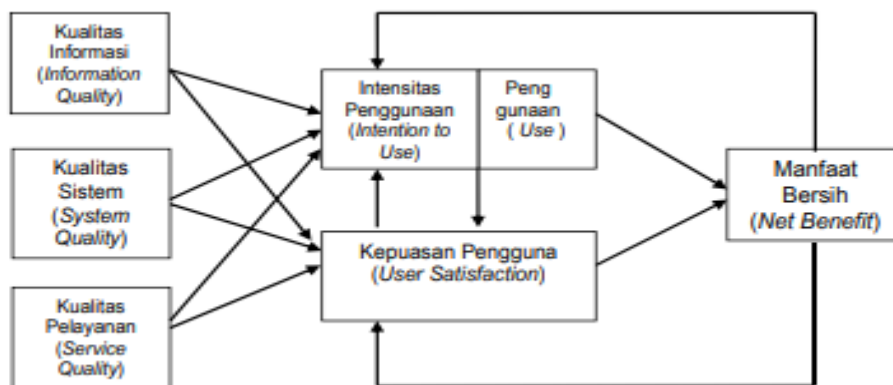 Kualitas
Informasi
(Information
Quality)
Kualitas
Sistem
(System
Quality)
Kualitas
Pelayanan
(Service
Quality)
Intensitas
Penggunaan
(Intention to
Use)
Peng
gunaan
( Use )
Kepuasan Pengguna
(User Satisfaction)
Manfaat
Bersih
(Net Benefit)